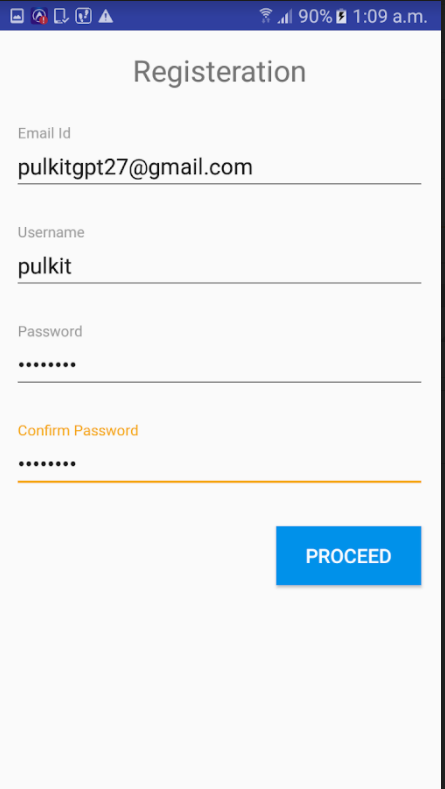 90% 1:09 a.m.
Registeration
Email Id
pulkitgpt27@gmail.com
Username
pulkit
Password
••••••••
Confirm Password
••••••••
PROCEED